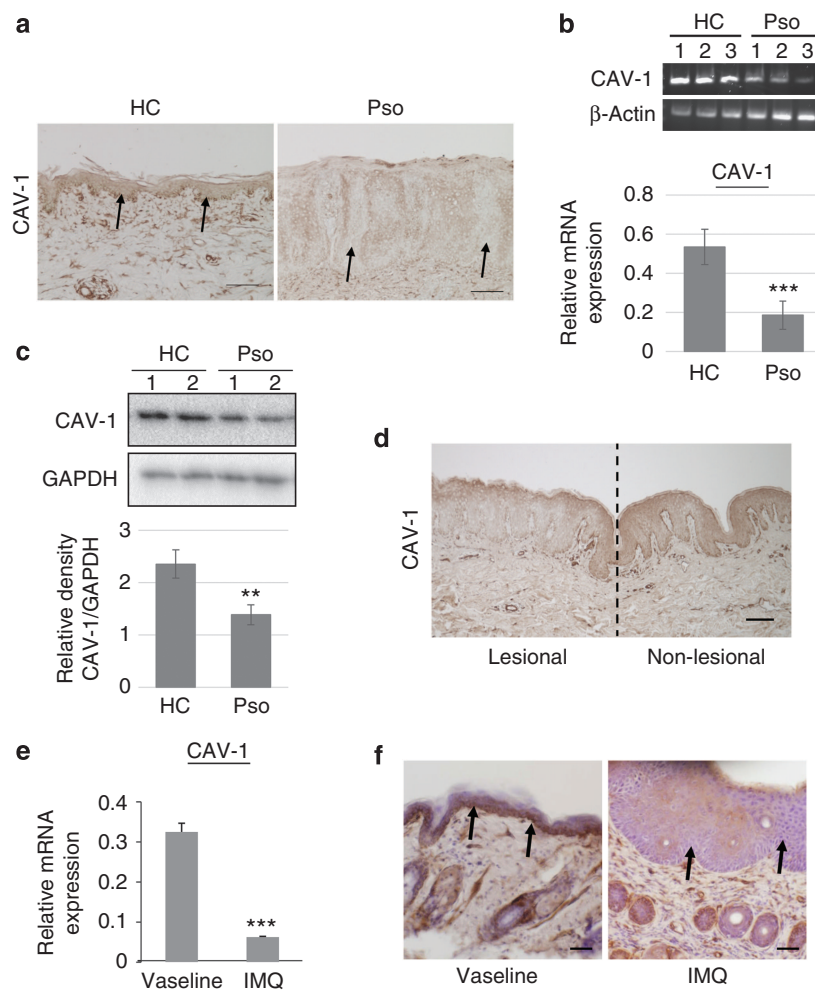 a
HC
Pso
CAV-1
b
HC Pso
1 2 3 1 2 3
CAV-1
β-Actin
CAV-1
Relative mRNA
expression
0.8
0.6
0.4
0.2
0
***
HC Pso
c
HC Pso
1 2 1 2
CAV-1
GAPDH
Relative density
CAV-1/GAPDH
3
2
1
0
**
HC Pso
d
CAV-1
Lesional Non-lesional
e
CAV-1
Relative mRNA
expression
0.4
0.3
0.2
0.1
0
***
Vaseline IMQ
f
Vaseline IMQ